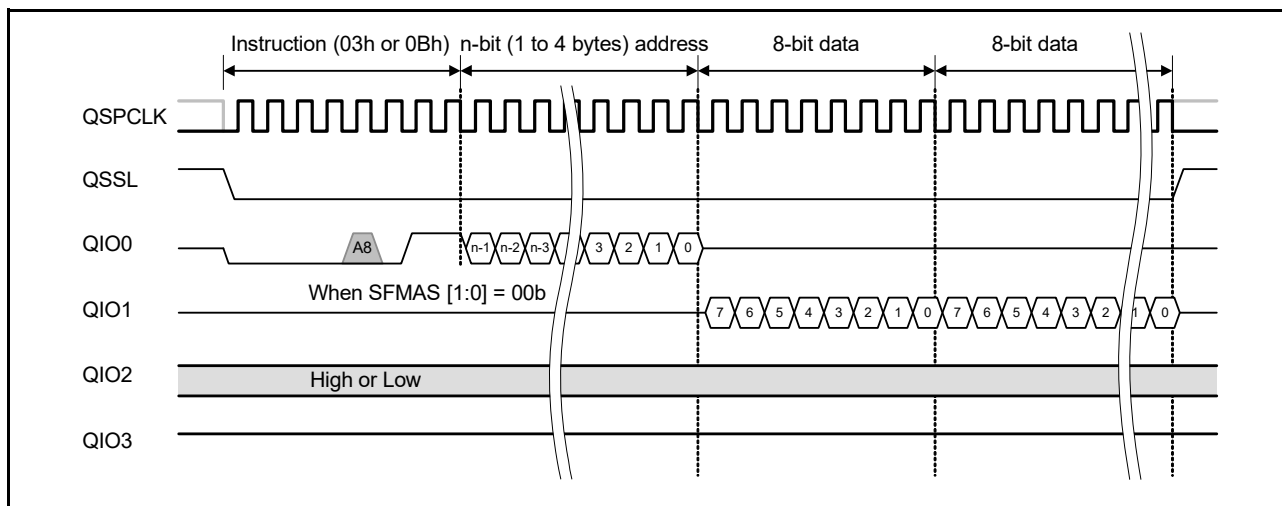 Instruction (03h or 0Bh) n-bit (1 to 4 bytes) address 8-bit data 8-bit data
QSPCLK
QSSL
QIO0 A8 n-1 n-2 n-3 3 2 1 0
When SFMAS [1:0] = 00b
QIO1 7 6 5 4 3 2 1 0 7 6 5 4 3 2 1 0
QIO2 High or Low
QIO3